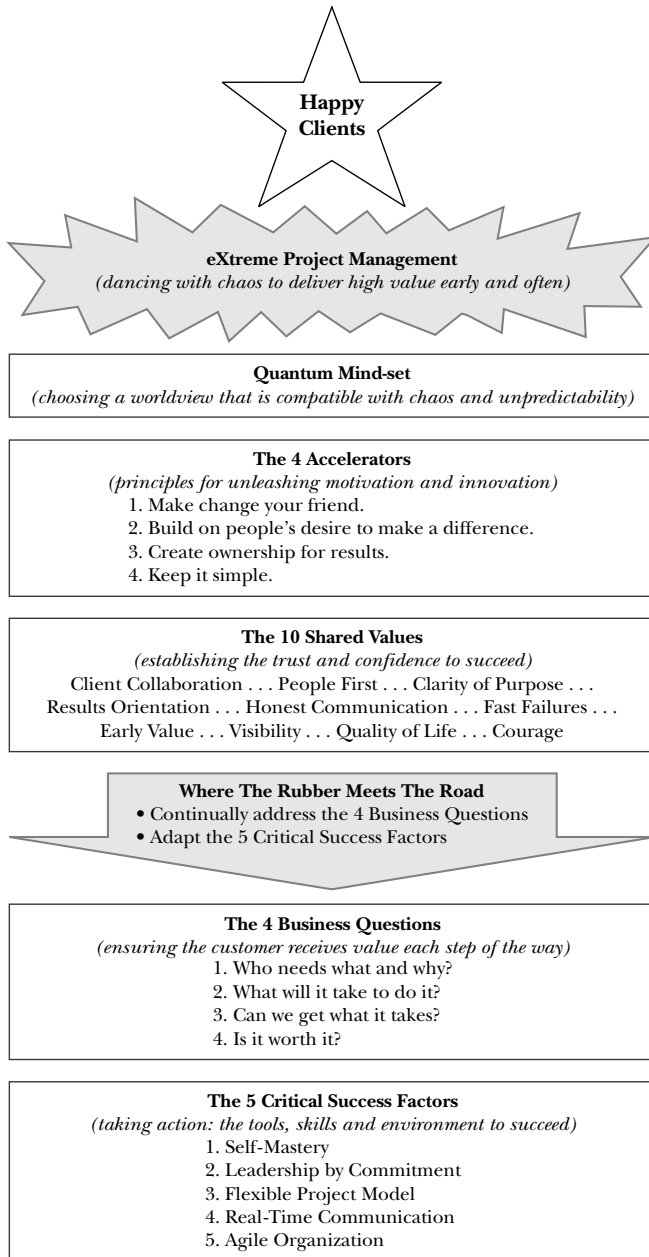 Happy
Clients
eXtreme Project Management
(dancing with chaos to deliver high value early and often)
Quantum Mind-set
(choosing a worldview that is compatible with chaos and unpredictability)
The 4 Accelerators
(principles for unleashing motivation and innovation)
1. Make change your friend.
2. Build on people’s desire to make a difference.
3. Create ownership for results.
4. Keep it simple.
The 10 Shared Values
(establishing the trust and confidence to succeed)
Client Collaboration . . . People First . . . Clarity of Purpose . . .
Results Orientation . . . Honest Communication . . . Fast Failures . . .
Early Value . . . Visibility . . . Quality of Life . . . Courage
Where The Rubber Meets The Road
• Continually address the 4 Business Questions
• Adapt the 5 Critical Success Factors
The 4 Business Questions
(ensuring the customer receives value each step of the way)
1. Who needs what and why?
2. What will it take to do it?
3. Can we get what it takes?
4. Is it worth it?
The 5 Critical Success Factors
(taking action: the tools, skills and environment to succeed)
1. Self-Mastery
2. Leadership by Commitment
3. Flexible Project Model
4. Real-Time Communication
5. Agile Organization